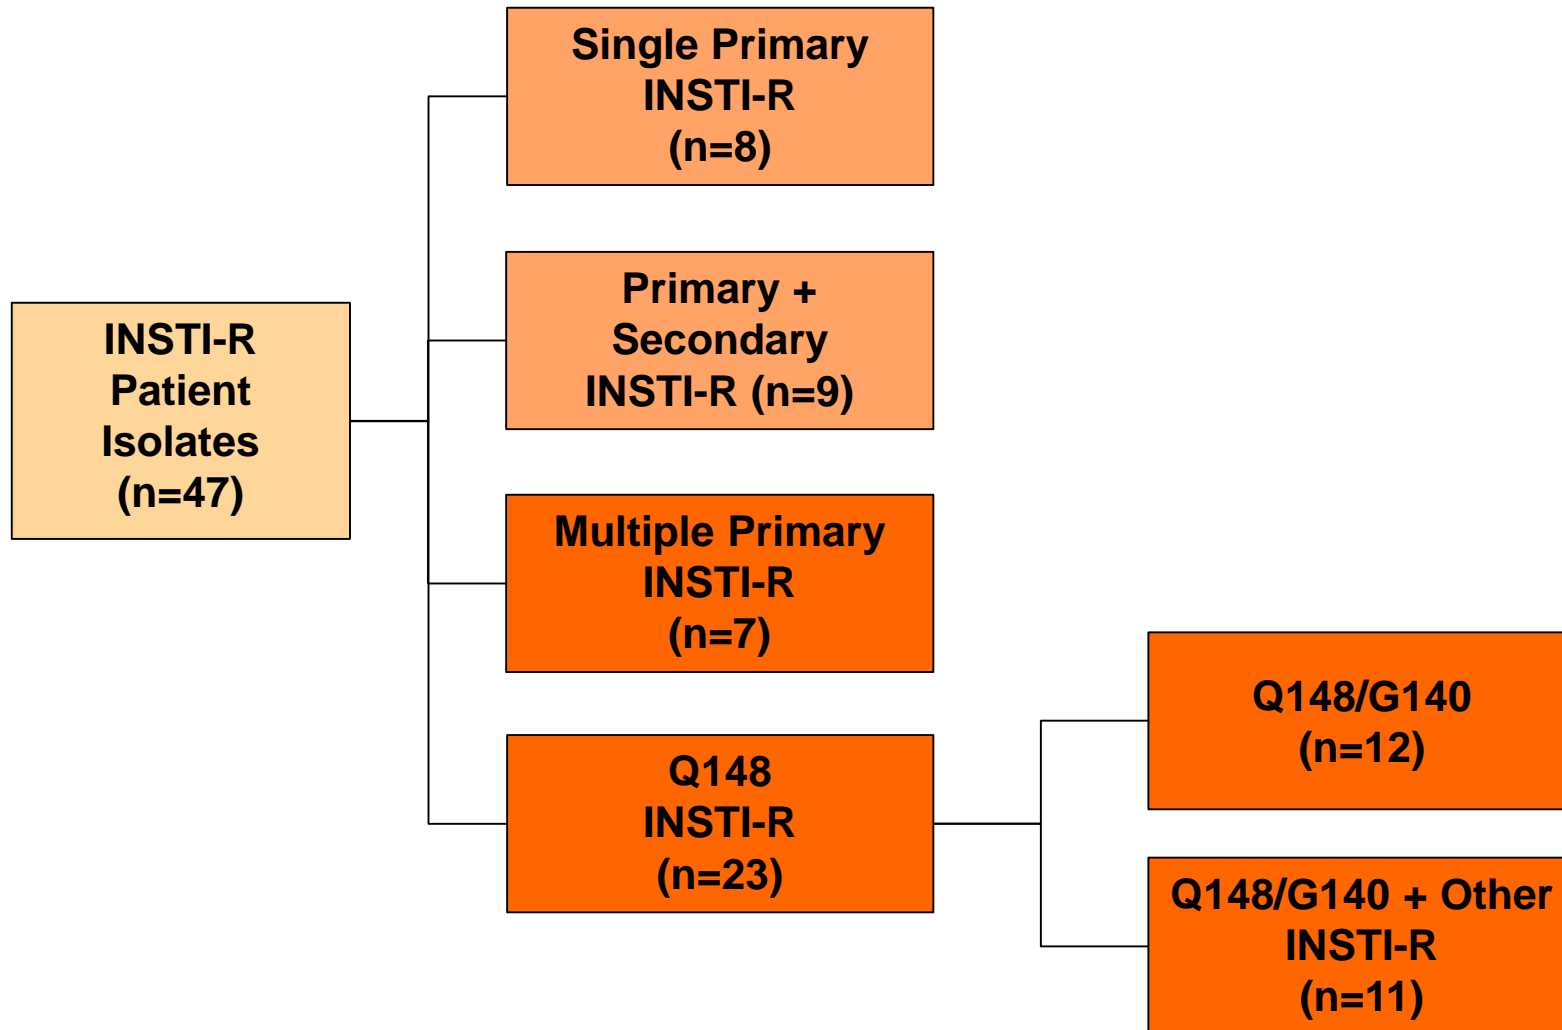 Single Primary
INSTI-R
(n=8)
Primary +
Secondary
INSTI-R (n=9)
INSTI-R
Patient
Isolates
(n=47)
Multiple Primary
INSTI-R
(n=7)
Q148
INSTI-R
(n=23)
Q148/G140
(n=12)
Q148/G140 + Other
INSTI-R
(n=11)